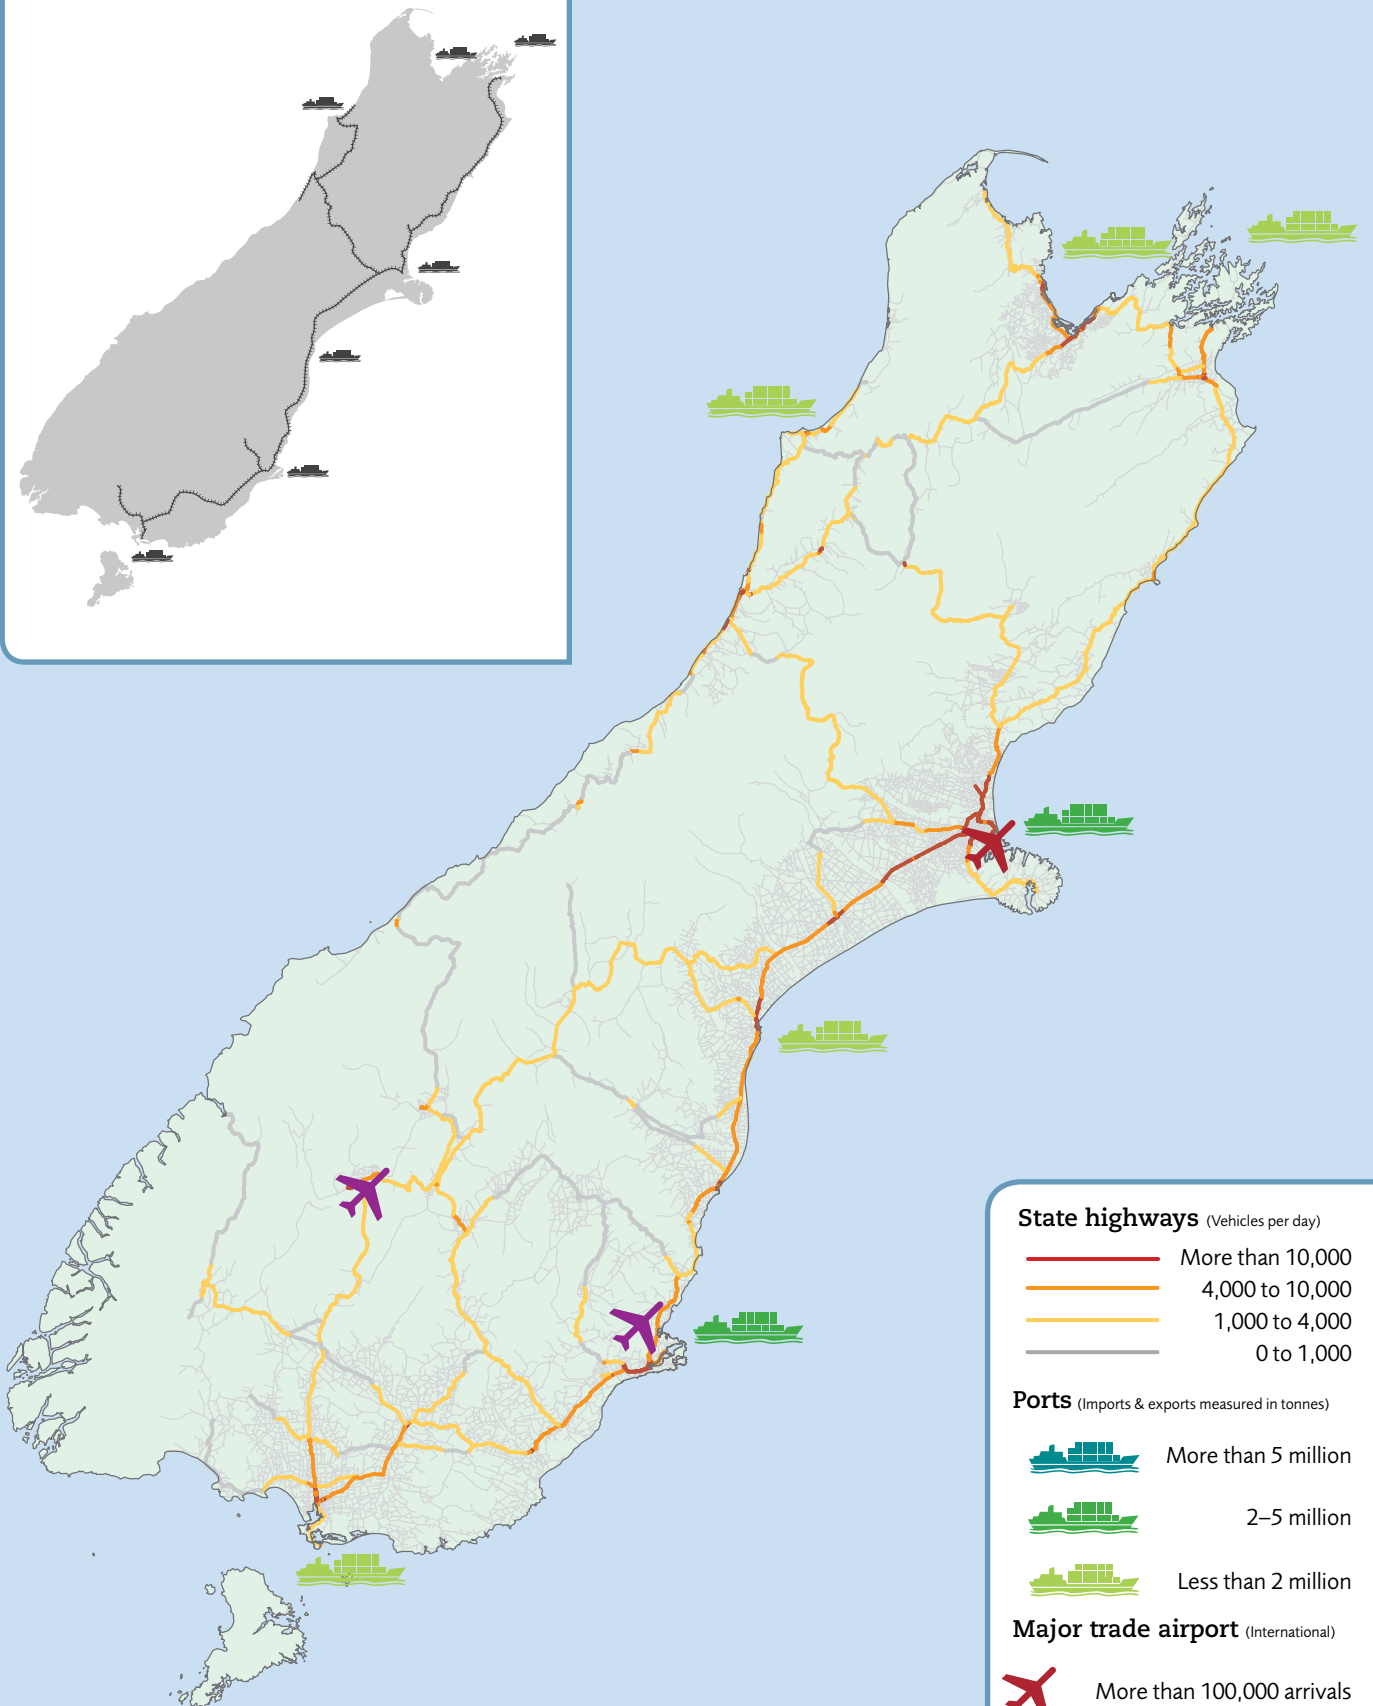 State highways (Vehicles per day)
More than 10,000
4,000 to 10,000
1,000 to 4,000
0 to 1,000
Ports (Imports & exports measured in tonnes)
More than 5 million
2–5 million
Less than 2 million
Major trade airport (International)
More than 100,000 arrivals